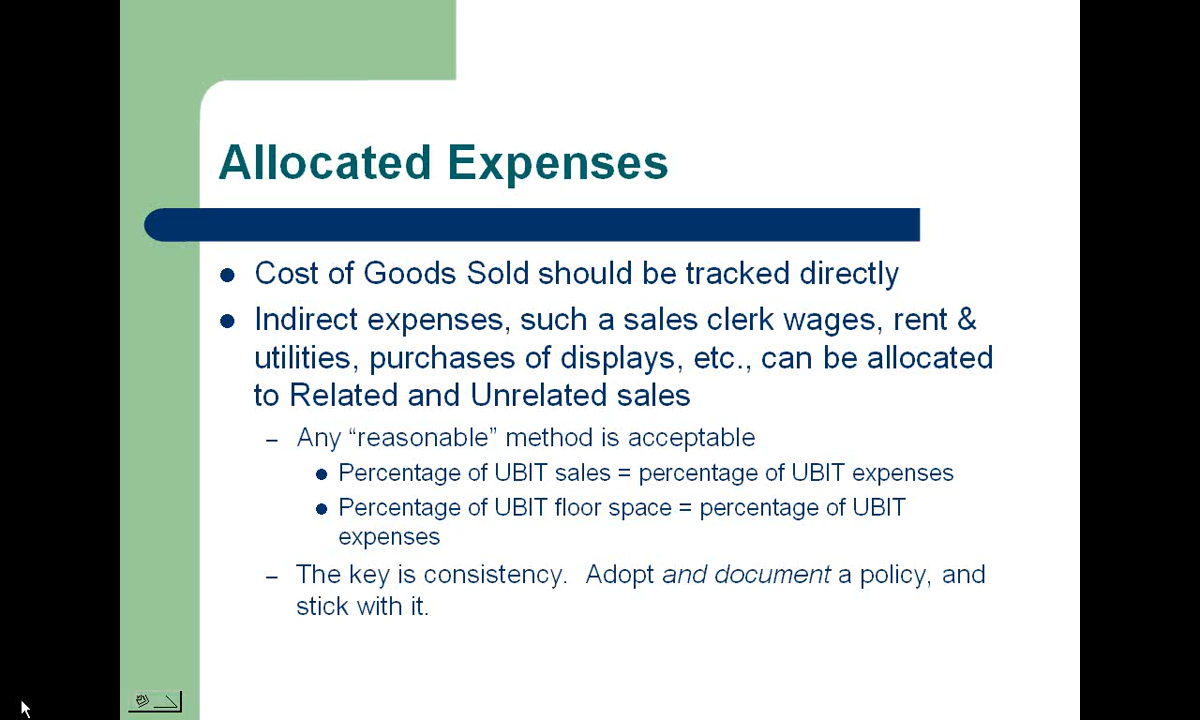 Allocated Expenses
Cost of Goods Sold should be tracked directly
Indirect expenses, such a sales clerk wages, rent &
utilities, purchases of displays, etc., can be allocated
to Related and Unrelated sales
– Any “reasonable” method is acceptable
Percentage of UBIT sales = percentage of UBIT expenses
Percentage of UBIT floor space = percentage of UBIT
expenses
– The key is consistency.  Adopt and document a policy, and
stick with it.